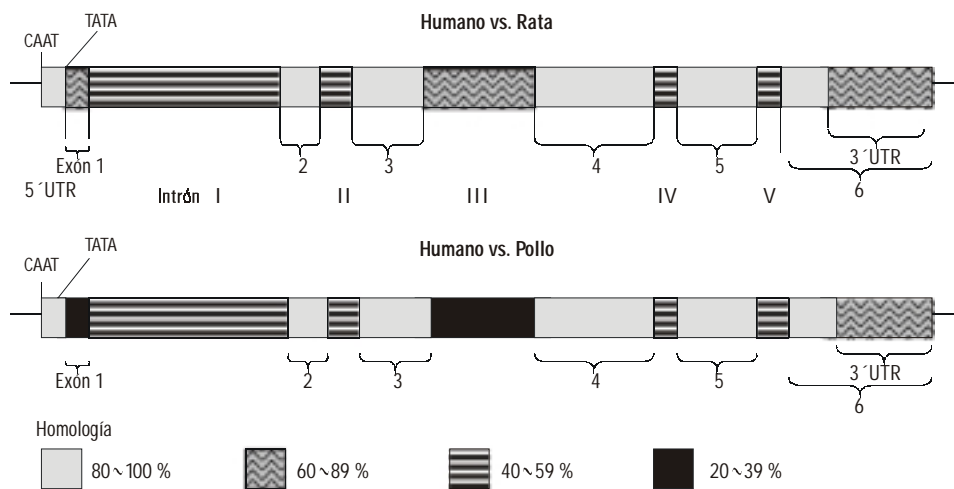 Humano vs. Rata
TATA
CAAT
Exón 1
2
3
4
5
3´UTR
6
5´UTR
Intrón I
II
III
IV
V
Humano vs. Pollo
TATA
CAAT
Exón 1
2
3
4
5
3´UTR
6
Homología
80~100 %
60~89 %
40~59 %
20~39 %